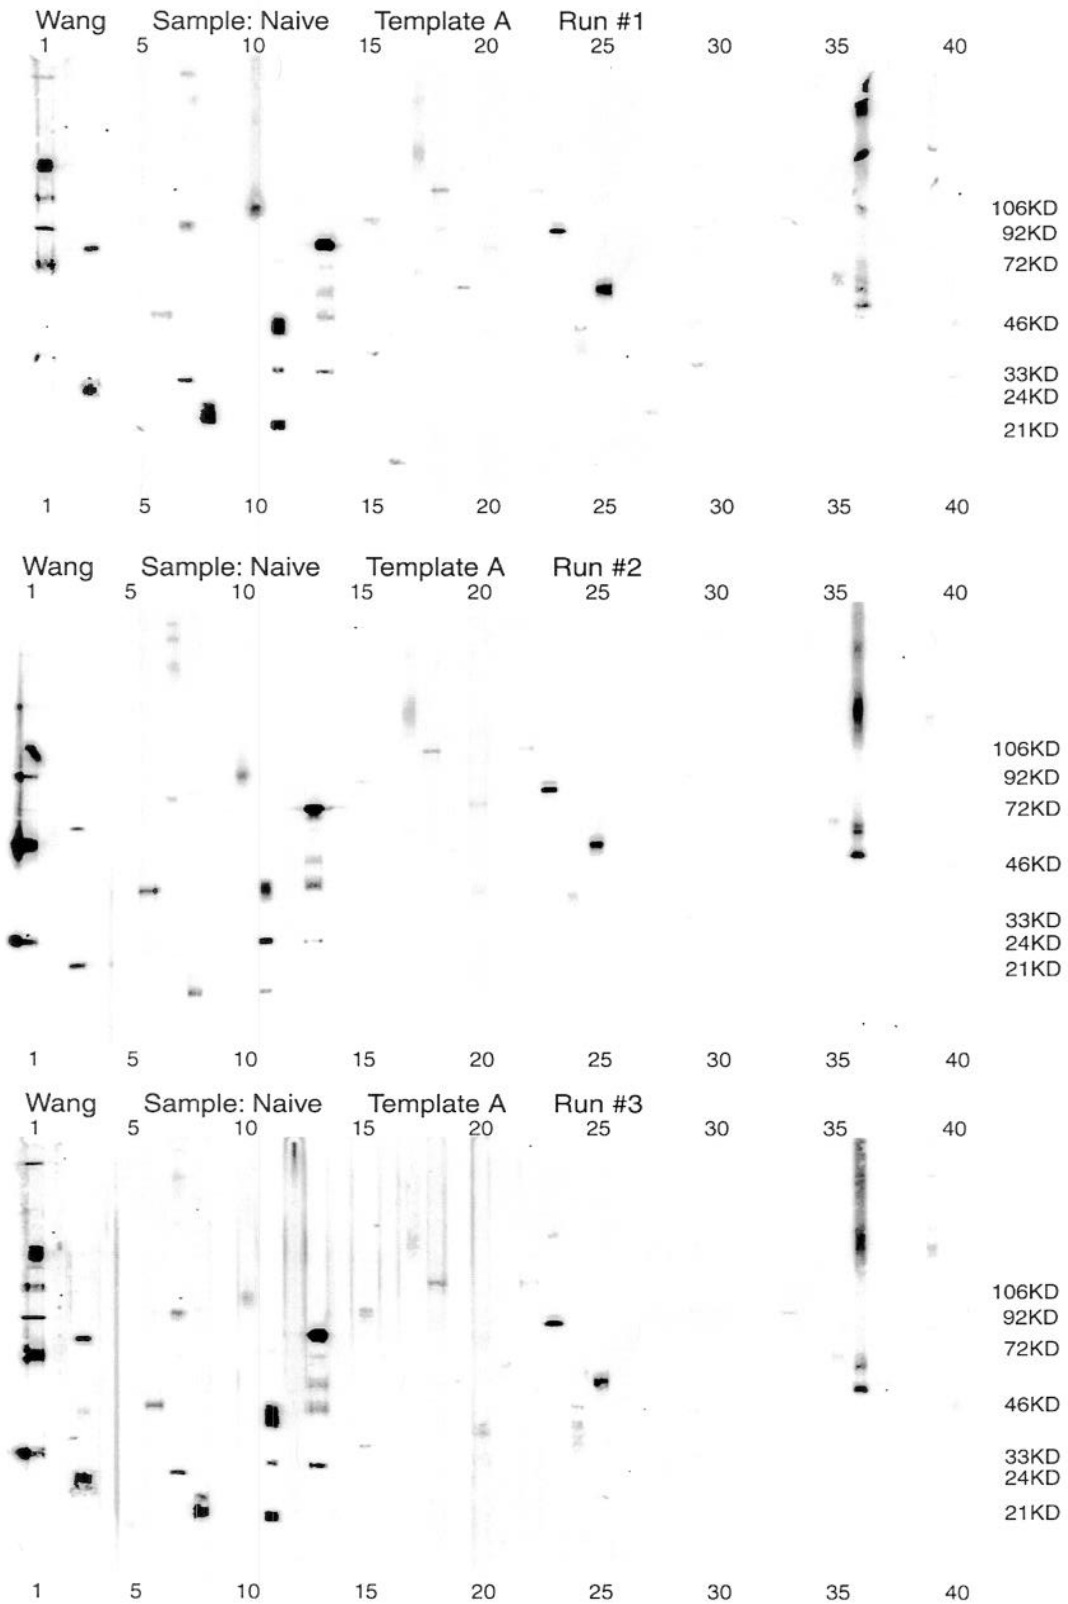 Wang Sample: Naive Template A Run #1
1 5 10 15 20 25 30 35 40
106KD
92KD
72KD
46KD
33KD
24KD
21KD
1 5 10 15 20 25 30 35 40
Wang Sample: Naive Template A Run #2
1 5 10 15 20 25 30 35 40
106KD
92KD
72KD
46KD
33KD
24KD
21KD
1 5 10 15 20 25 30 35 40
Wang Sample: Naive Template A Run #3
1 5 10 15 20 25 30 35 40
106KD
92KD
72KD
46KD
33KD
24KD
21KD
1 5 10 15 20 25 30 35 40